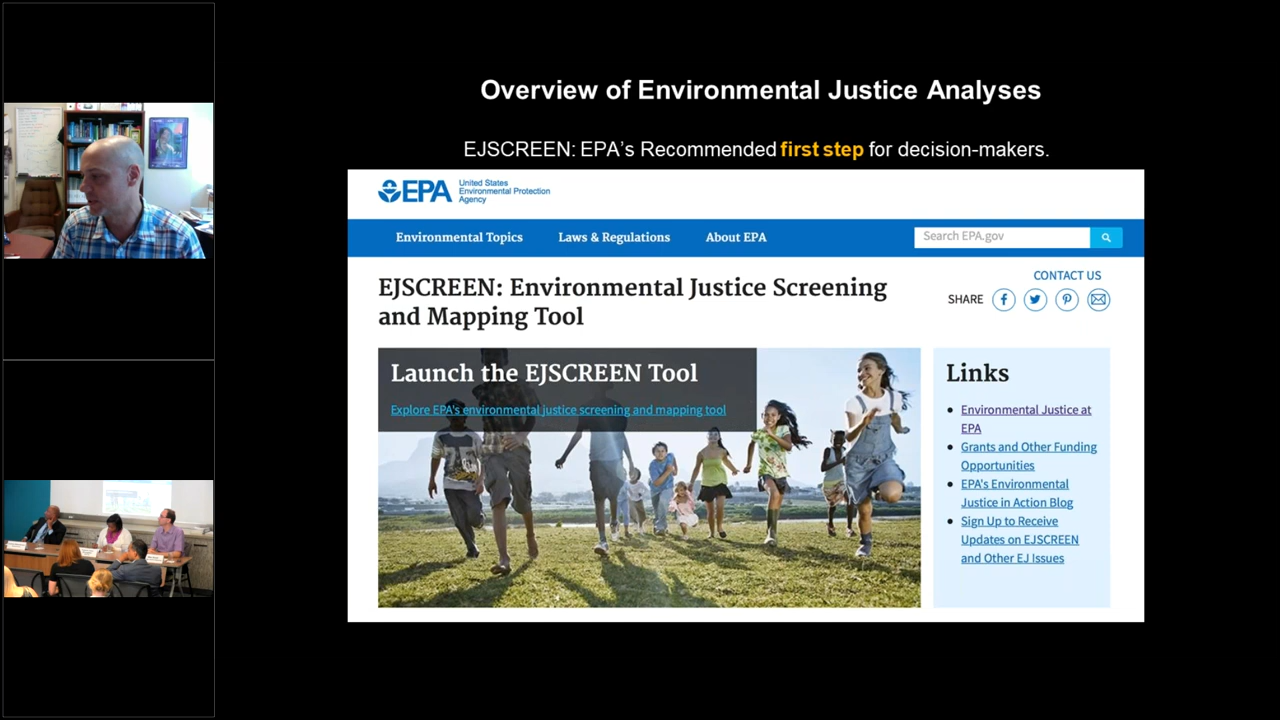 Overview of Environmental Justice Analyses
EJSCREEN: EPA's Recommended first step for decision-makers.
EPA
United States
Environmental Protection
Agency
Environmental Topics
Laws & Regulations
About EPA
Search EPA.gov
CONTACT US
EJSCREEN: Environmental Justice Screening
and Mapping Tool
SHARE
Launch the EJSCREEN Tool
Explore EPA's environmental justice screening and mapping tool
75
Links
Environmental Justice at
EPA
Grants and Other Funding
Opportunities
EPA's Environmental
Justice in Action Blog
Sign Up to Receive
Updates on EJSCREEN
and Other EJ Issues